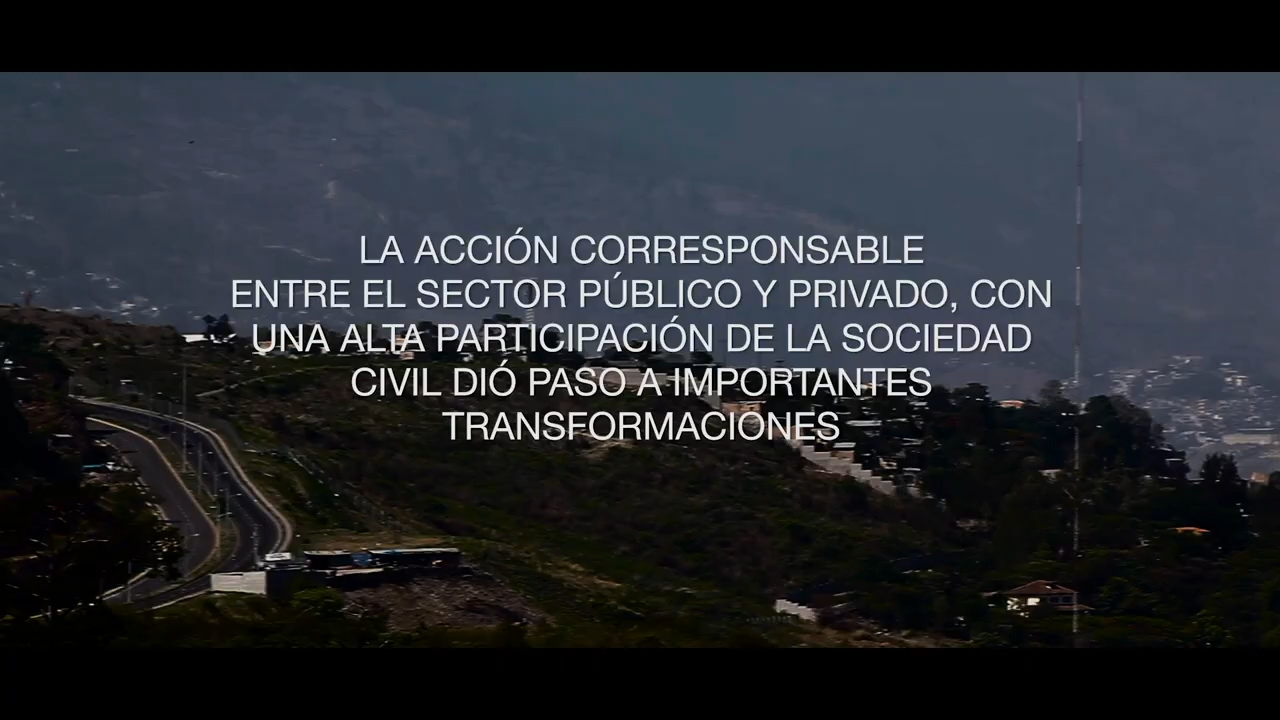 LA ACCIÓN CORRESPONSABLE
ENTRE EL SECTOR PÚBLICO Y PRIVADO, CON
UNA ALTA PARTICIPACIÓN DE LA SOCIEDAD
CIVIL DIÓ PASO A IMPORTANTES
TRANSFORMACIONES